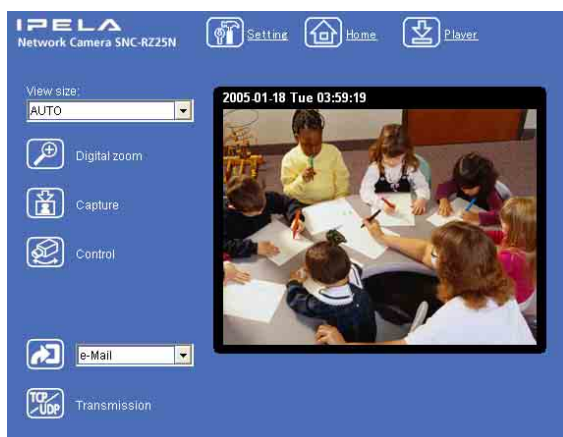 IPELA
Network Camera SNC-RZ25N
Setting
Home
Player
View size:
AUTO
2005-01-18 Tue 03:59:19
Digital zoom
Capture
Control
e-Mail
TCP/UDP
Transmission